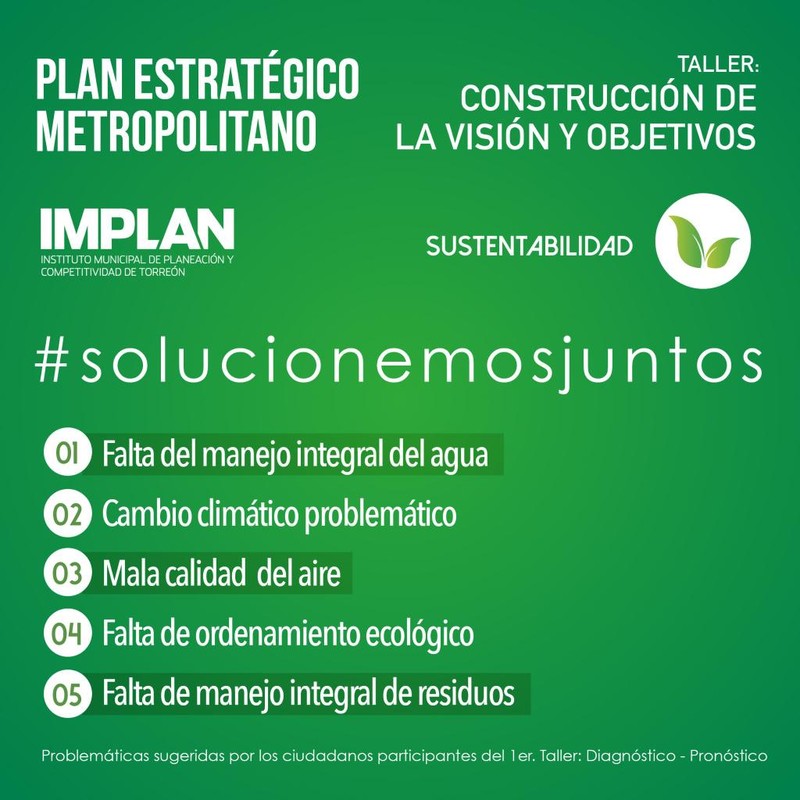 PLAN ESTRATÉGICO
METROPOLITANO
TALLER:
CONSTRUCCIÓN DE
LA VISIÓN Y OBJETIVOS
IMPLAN
INSTITUTO MUNICIPAL DE PLANEACIÓN Y
COMPETITIVIDAD DE TORREÓN
SUSTENTABILIDAD
#solucionemosjuntos
01 Falta del manejo integral del agua
02 Cambio climático problemático
03 Mala calidad del aire
04 Falta de ordenamiento ecológico
05 Falta de manejo integral de residuos
Problemáticas sugeridas por los ciudadanos participantes del 1er. Taller: Diagnóstico - Pronóstico